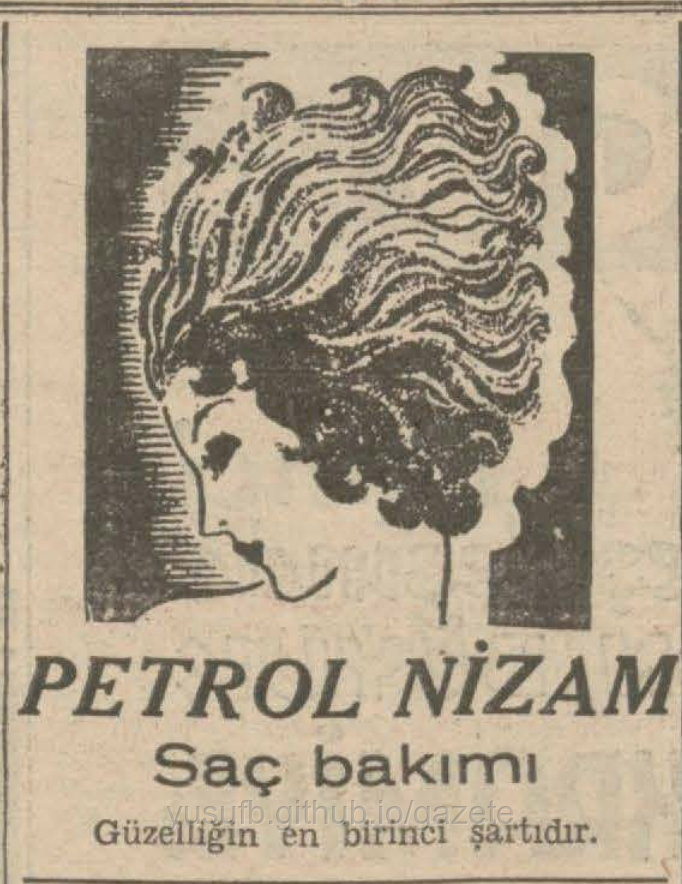 PETROL NİZAM
Saç bakımı
yusufb.github.io/gazete
Güzelliğin en birinci şartıdır.